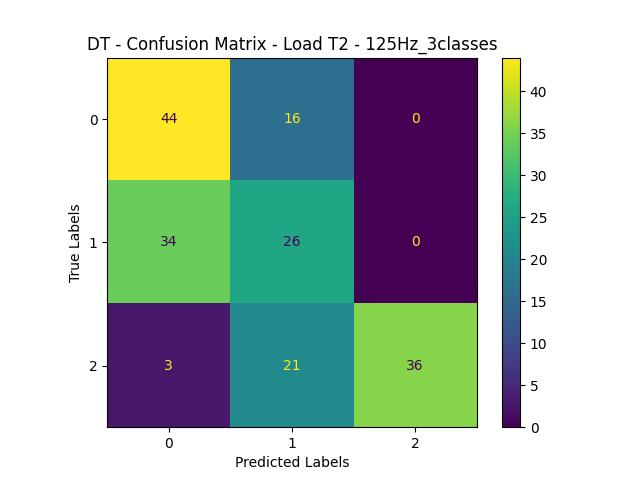 DT - Confusion Matrix - Load T2 - 125Hz_3classes
True Labels
0 44 16 0
1 34 26 0
2 3 21 36
0 1 2
Predicted Labels
40
35
30
25
20
15
10
5
0